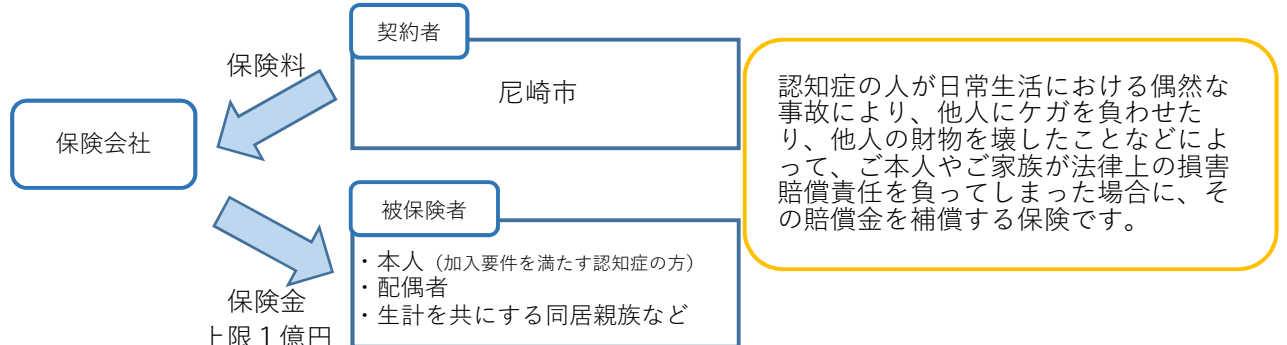 契約者
保険料
尼崎市
保険会社
認知症の人が日常生活における偶然な
事故により、他人にケガを負わせた
り、他人の財物を壊したことなどによ
って、ご本人やご家族が法律上の損害
賠償責任を負ってしまった場合に、そ
の賠償金を補償する保険です。
被保険者
・本人（加入要件を満たす認知症の方）
・配偶者
・生計を共にする同居親族など
保険金
上限１億円